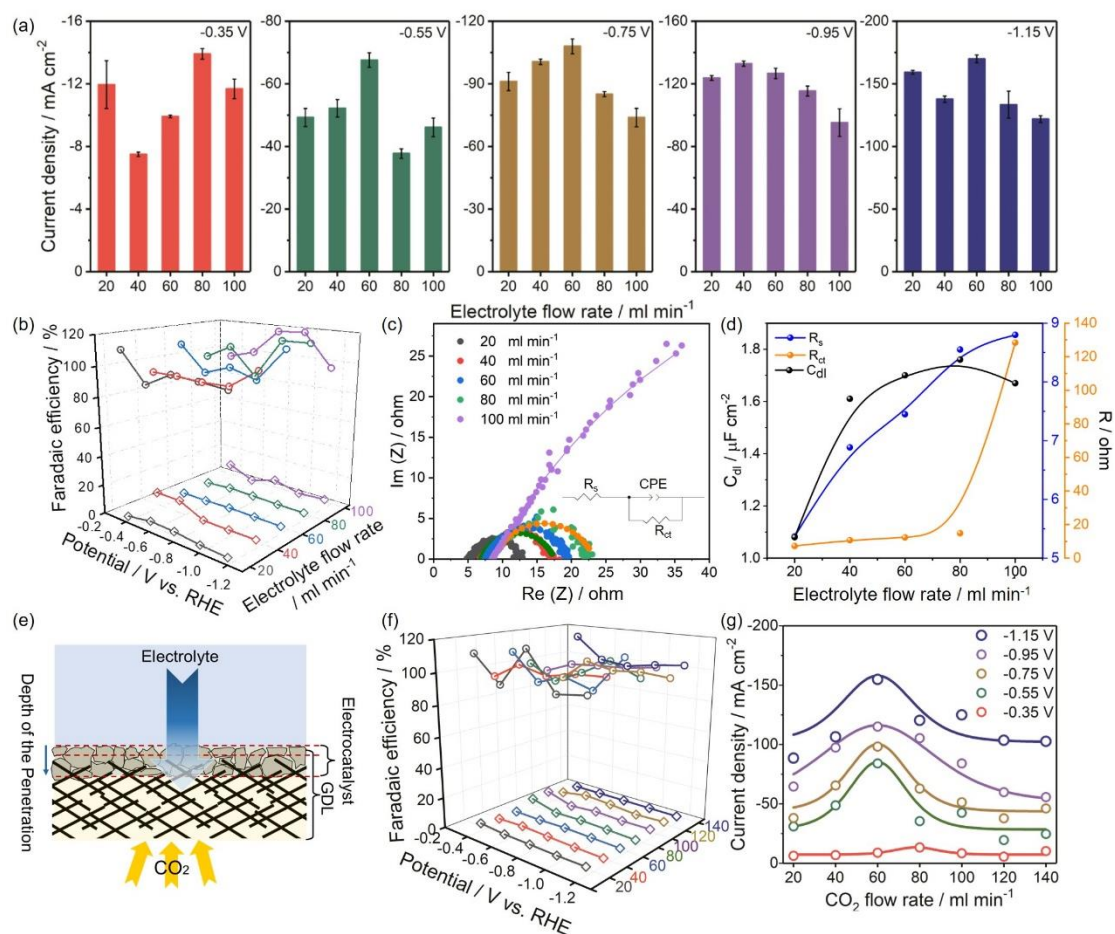 (a)
Current density / mA cm-2
-16
-12
-8
-4
0
-0.35 V
20 40 60 80 100
-80
-60
-40
-20
0
-0.55 V
20 40 60 80 100
-120
-90
-60
-30
0
-0.75 V
20 40 60 80 100
-160
-120
-80
-40
0
-0.95 V
20 40 60 80 100
-200
-150
-100
-50
0
-1.15 V
20 40 60 80 100
Electrolyte flow rate / ml min-1
(b)
Faradaic efficiency / %
120
100
80
60
40
20
0
-0.2
-0.4
-0.6
-0.8
-1.0
-1.2
Potential / V vs. RHE
20
40
60
80
100
Electrolyte flow rate
/ ml min-1
(c)
Im (Z) / ohm
28
24
20
16
12
8
4
0
20 ml min-1
40 ml min-1
60 ml min-1
80 ml min-1
100 ml min-1
Rs
CPE
Rct
0 5 10 15 20 25 30 35 40
Re (Z) / ohm
(d)
Cdl / μF cm-2
1.8
1.6
1.4
1.2
1.0
Rs
Rct
Cdl
9
8
7
6
5
140
120
100
80
60
40
20
0
R / ohm
20 40 60 80 100
Electrolyte flow rate / ml min-1
(e)
Electrolyte
Depth of the Penetration
Electrocatalyst
GDL
CO2
(f)
Faradaic efficiency / %
120
100
80
60
40
20
0
-0.2
-0.4
-0.6
-0.8
-1.0
-1.2
Potential / V vs. RHE
20
40
60
80
100
120
140
(g)
Current density / mA cm-2
-200
-150
-100
-50
0
-1.15 V
-0.95 V
-0.75 V
-0.55 V
-0.35 V
20 40 60 80 100 120 140
CO2 flow rate / ml min-1